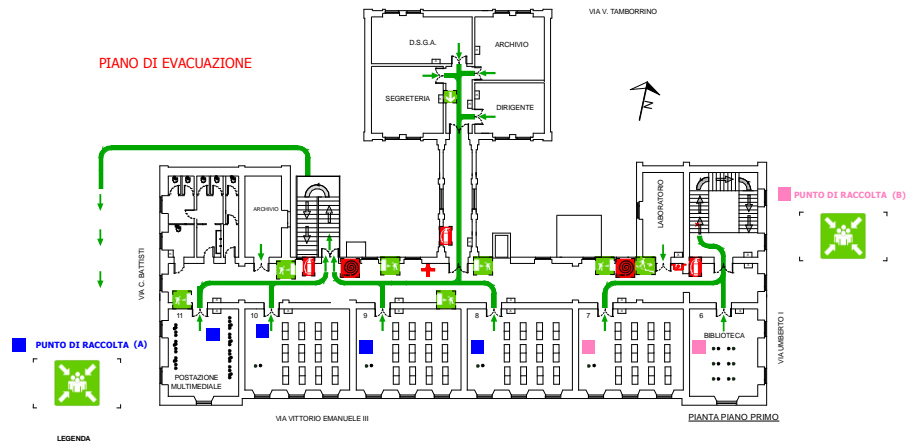 VIA V. TAMBORRINO
PIANO DI EVACUAZIONE
D.S.G.A.
ARCHIVIO
SEGRETERIA
DIRIGENTE
N
ARCHIVIO
LABORATORIO
PUNTO DI RACCOLTA (B)
VIA C. BATTISTI
VIA UMBERTO I
11
10
9
8
7
6
BIBLIOTECA
PUNTO DI RACCOLTA (A)
POSTAZIONE
MULTIMEDIALE
VIA VITTORIO EMANUELE III
PIANTA PIANO PRIMO
LEGENDA